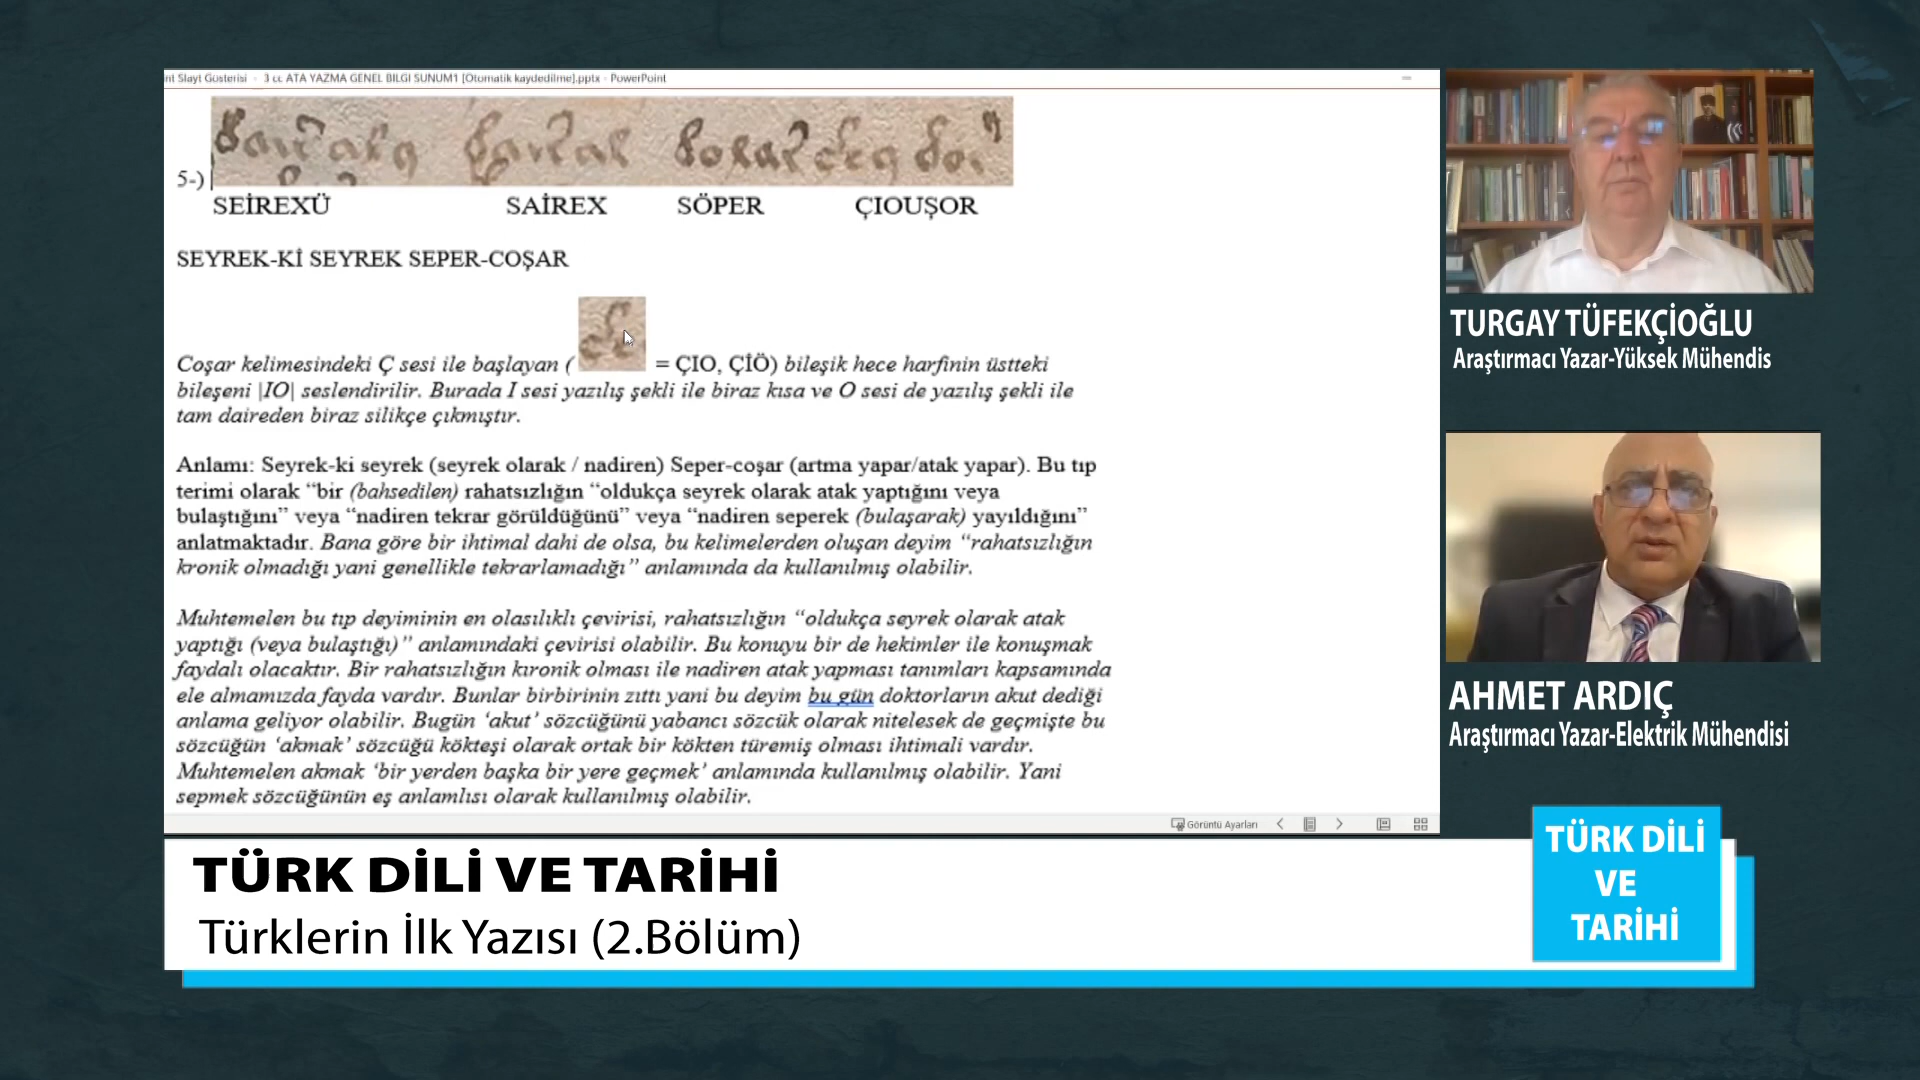 nt Slayt Gösterisi - 3 cc ATA YAZMA GENEL BILGI SUNUM1 [Otomatik kaydedilme].pptx - PowerPoint
5-)
SEİREXÜ SAİREX SÖPER ÇIOUŞOR
SEYREK-Kİ SEYREK SEPER-COŞAR
Coşar kelimesindeki Ç sesi ile başlayan ( = ÇIO, ÇİÖ) bileşik hece harfinin üstteki
bileşeni |IO| seslendirilir. Burada I sesi yazılış şekli ile biraz kısa ve O sesi de yazılış şekli ile
tam daireden biraz silikçe çıkmıştır.
Anlamı: Seyrek-ki seyrek (seyrek olarak / nadiren) Seper-coşar (artma yapar/atak yapar). Bu tıp
terimi olarak “bir (bahsedilen) rahatsızlığın “oldukça seyrek olarak atak yaptığını veya
bulaştığını” veya “nadiren tekrar görüldüğünü” veya “nadiren seperek (bulaşarak) yayıldığını”
anlatmaktadır. Bana göre bir ihtimal dahi de olsa, bu kelimelerden oluşan deyim “rahatsızlığın
kronik olmadığı yani genellikle tekrarlamadığı” anlamında da kullanılmış olabilir.
Muhtemelen bu tıp deyiminin en olasılıklı çevirisi, rahatsızlığın “oldukça seyrek olarak atak
yaptığı (veya bulaştığı)” anlamındaki çevirisi olabilir. Bu konuyu bir de hekimler ile konuşmak
faydalı olacaktır. Bir rahatsızlığın kıronik olması ile nadiren atak yapması tanımları kapsamında
ele almamızda fayda vardır. Bunlar birbirinin zıttı yani bu deyim bu gün doktorların akut dediği
anlama geliyor olabilir. Bugün ‘akut’ sözcüğünü yabancı sözcük olarak nitelesek de geçmişte bu
sözcüğün ‘akmak’ sözcüğü kökteşi olarak ortak bir kökten türemiş olması ihtimali vardır.
Muhtemelen akmak ‘bir yerden başka bir yere geçmek’ anlamında kullanılmış olabilir. Yani
sepmek sözcüğünün eş anlamlısı olarak kullanılmış olabilir.
Görüntü Ayarları
TURGAY TÜFEKÇİOĞLU
Araştırmacı Yazar-Yüksek Mühendis
AHMET ARDIÇ
Araştırmacı Yazar-Elektrik Mühendisi
TÜRK DİLİ VE TARİHİ
Türklerin İlk Yazısı (2.Bölüm)
TÜRK DİLİ
VE
TARİHİ